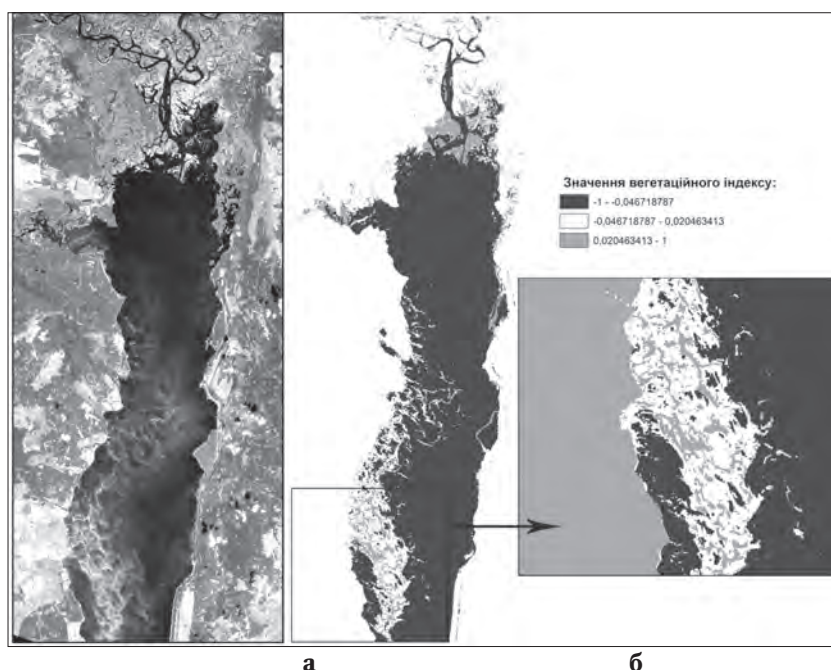 Значення вегетаційного індексу:
-1 - -0,046718787
-0,046718787 - 0,020463413
0,020463413 - 1
а
б